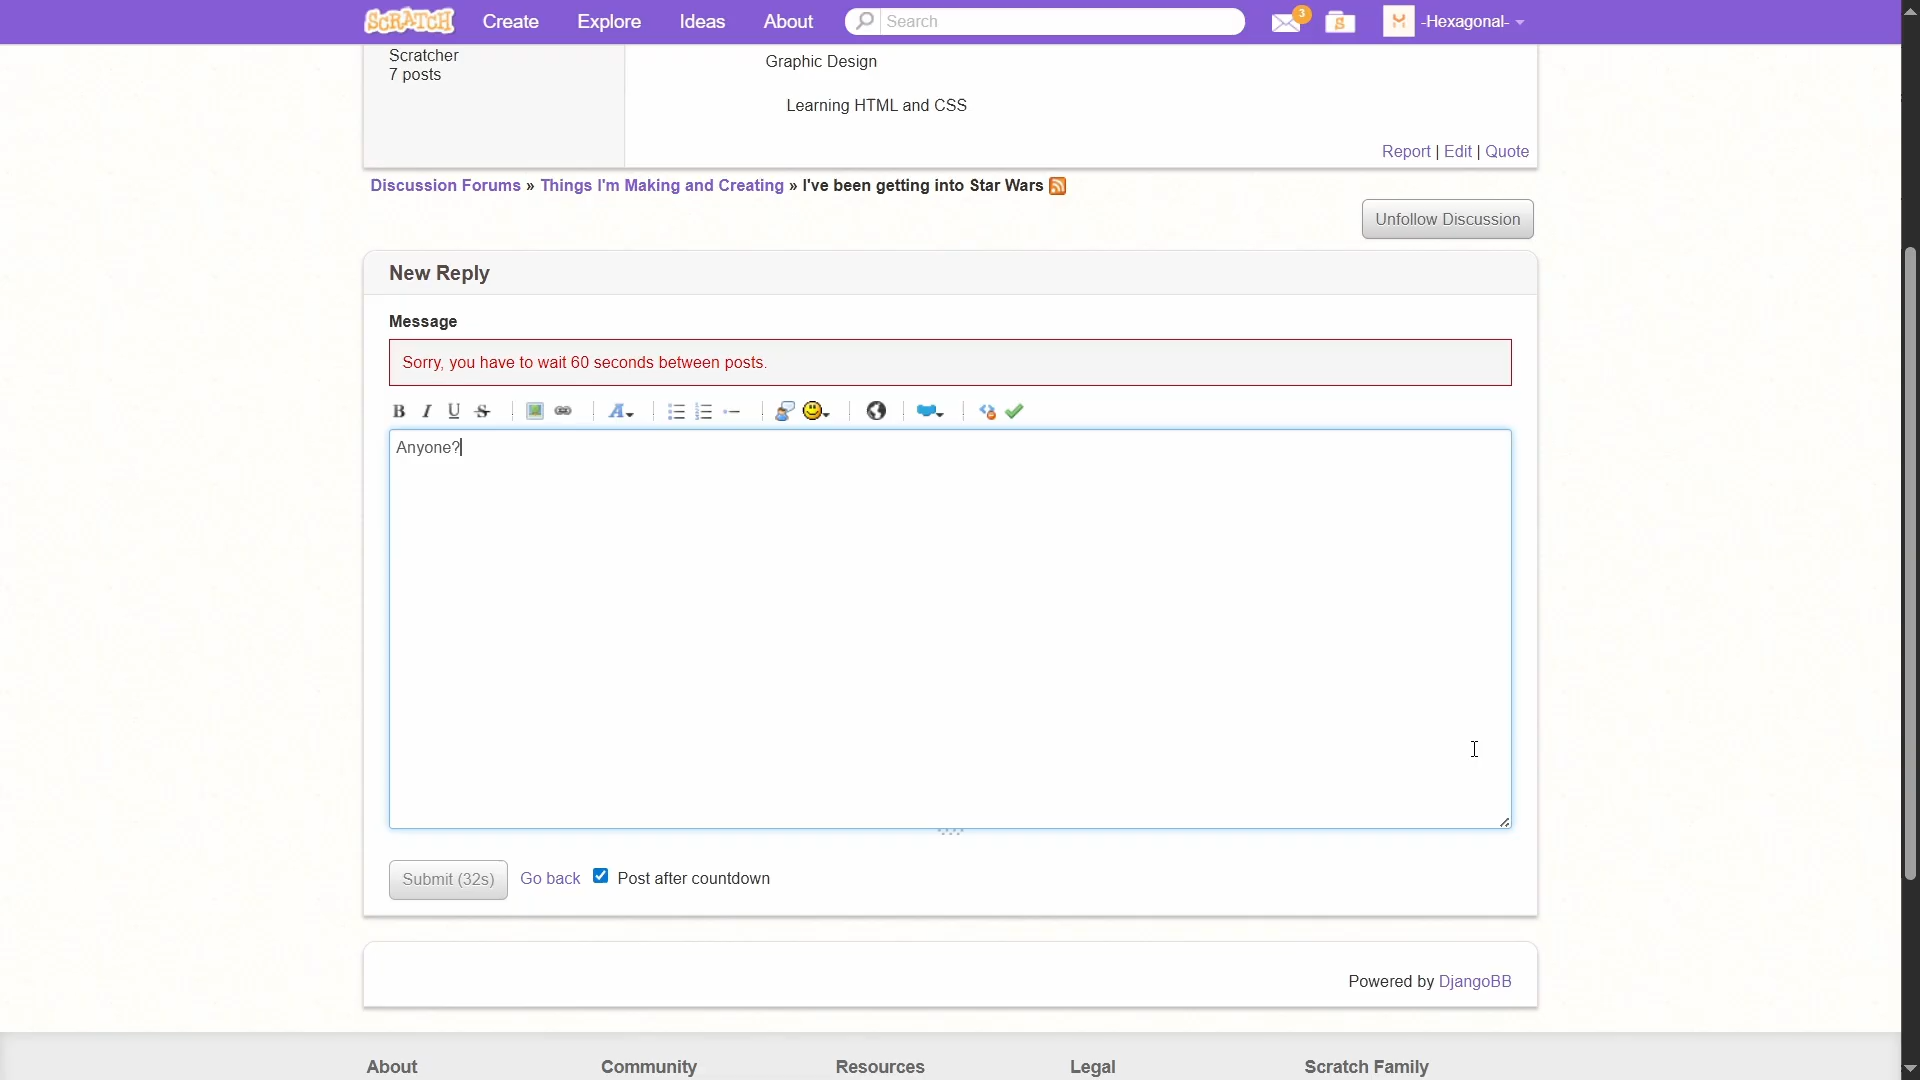 SCRATCH Create Explore Ideas About Search 3 S -Hexagonal-
Scratcher
7 posts
Graphic Design
Learning HTML and CSS
Report | Edit | Quote
Discussion Forums » Things I'm Making and Creating » I've been getting into Star Wars
Unfollow Discussion
New Reply
Message
Sorry, you have to wait 60 seconds between posts.
B I U S A
Anyone?
Submit (32s) Go back Post after countdown
Powered by DjangoBB
About Community Resources Legal Scratch Family